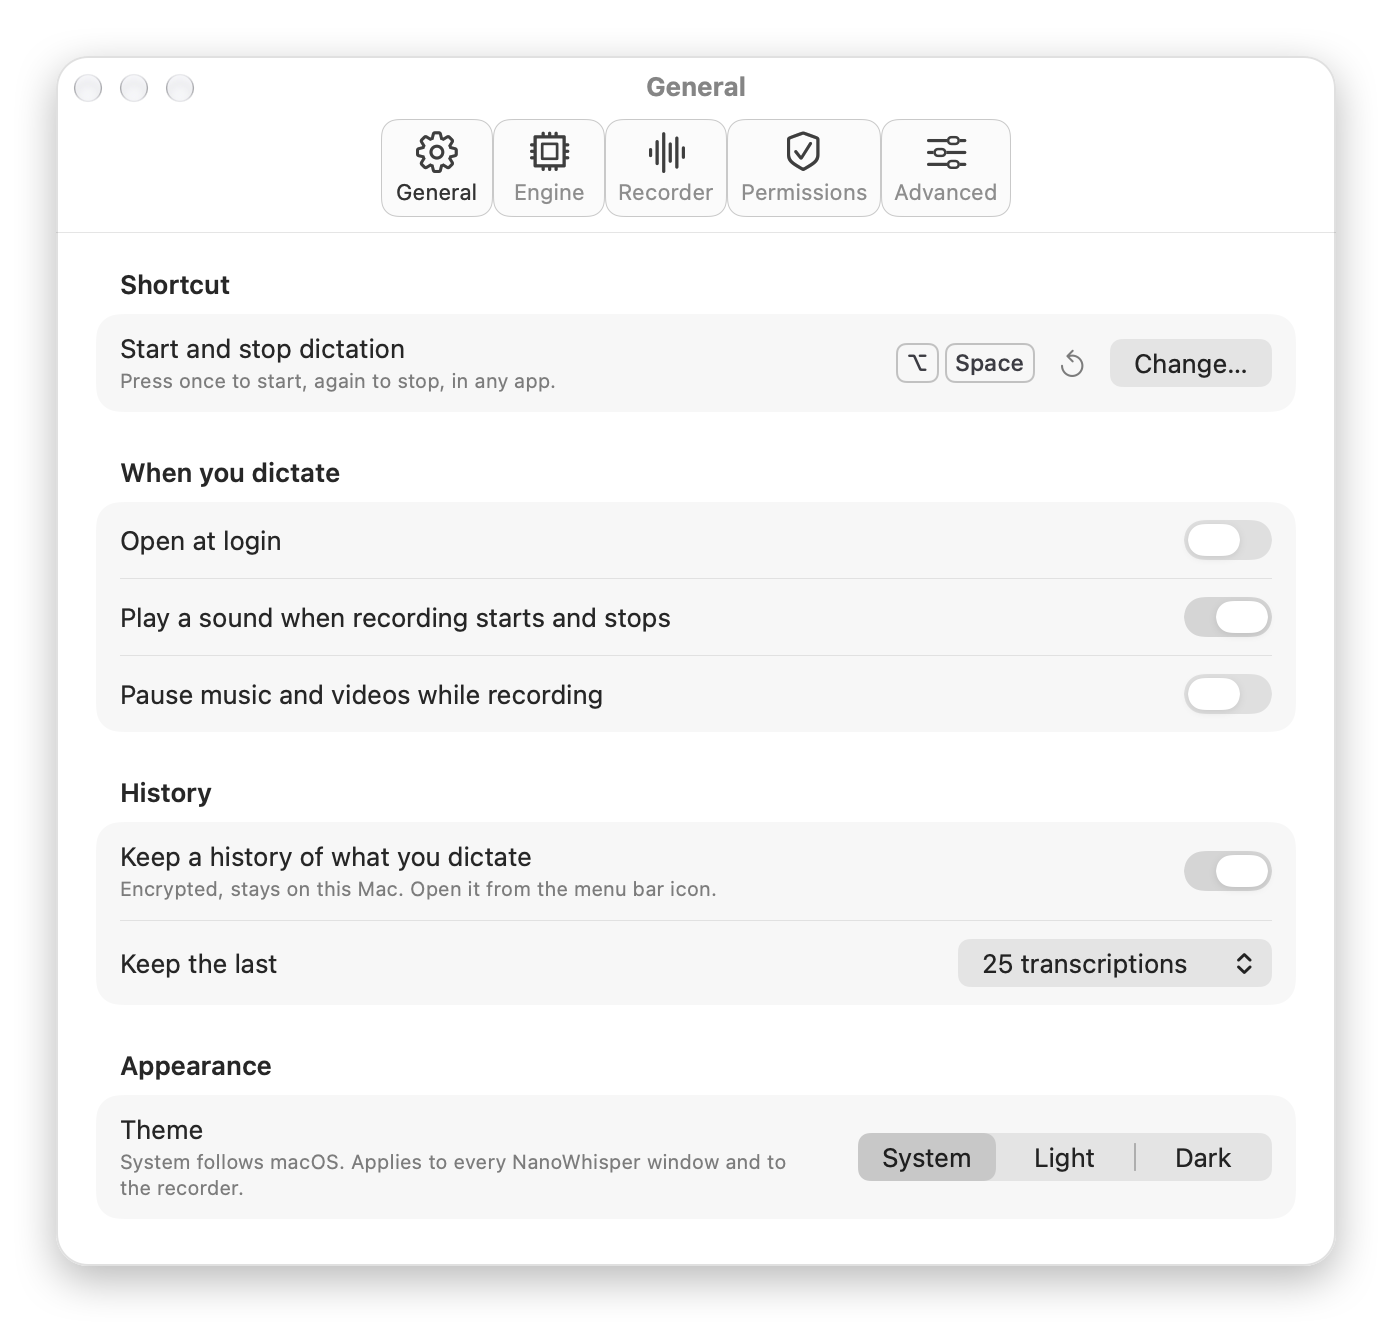 General
General
Engine
Recorder
Permissions
Advanced
Shortcut
Start and stop dictation
Press once to start, again to stop, in any app.
⌥ Space
Change...
When you dictate
Open at login
Play a sound when recording starts and stops
Pause music and videos while recording
History
Keep a history of what you dictate
Encrypted, stays on this Mac. Open it from the menu bar icon.
Keep the last
25 transcriptions
Appearance
Theme
System follows macOS. Applies to every NanoWhisper window and to
the recorder.
System
Light
Dark